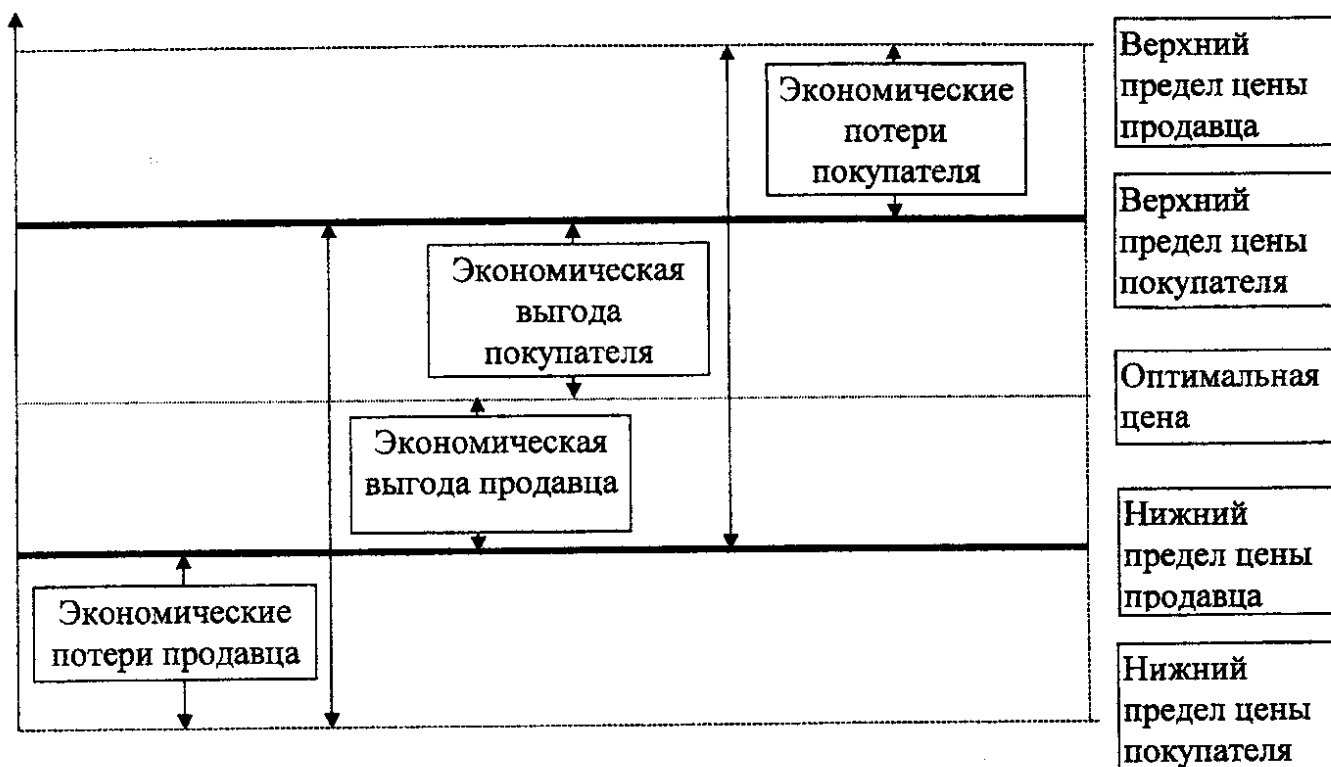 Экономические
потери
покупателя
Экономическая
выгода
покупателя
Экономическая
выгода продавца
Экономические
потери продавца
Верхний
предел цены
продавца
Верхний
предел цены
покупателя
Оптимальная
цена
Нижний
предел цены
продавца
Нижний
предел цены
покупателя